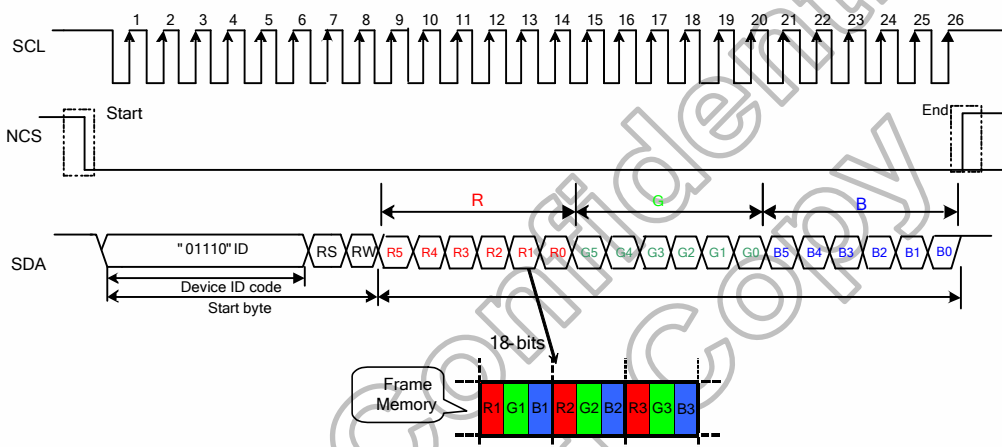 1 2 3 4 5 6 7 8 9 10 11 12 13 14 15 16 17 18 19 20 21 22 23 24 25 26
SCL
Start
End
NCS
R G B
SDA
"01110" ID RS RW R5 R4 R3 R2 R1 R0 G5 G4 G3 G2 G1 G0 B5 B4 B3 B2 B1 B0
Device ID code
Start byte
18-bits
Frame
Memory
R1 G1 B1 R2 G2 B2 R3 G3 B3
Confidenti
Copy